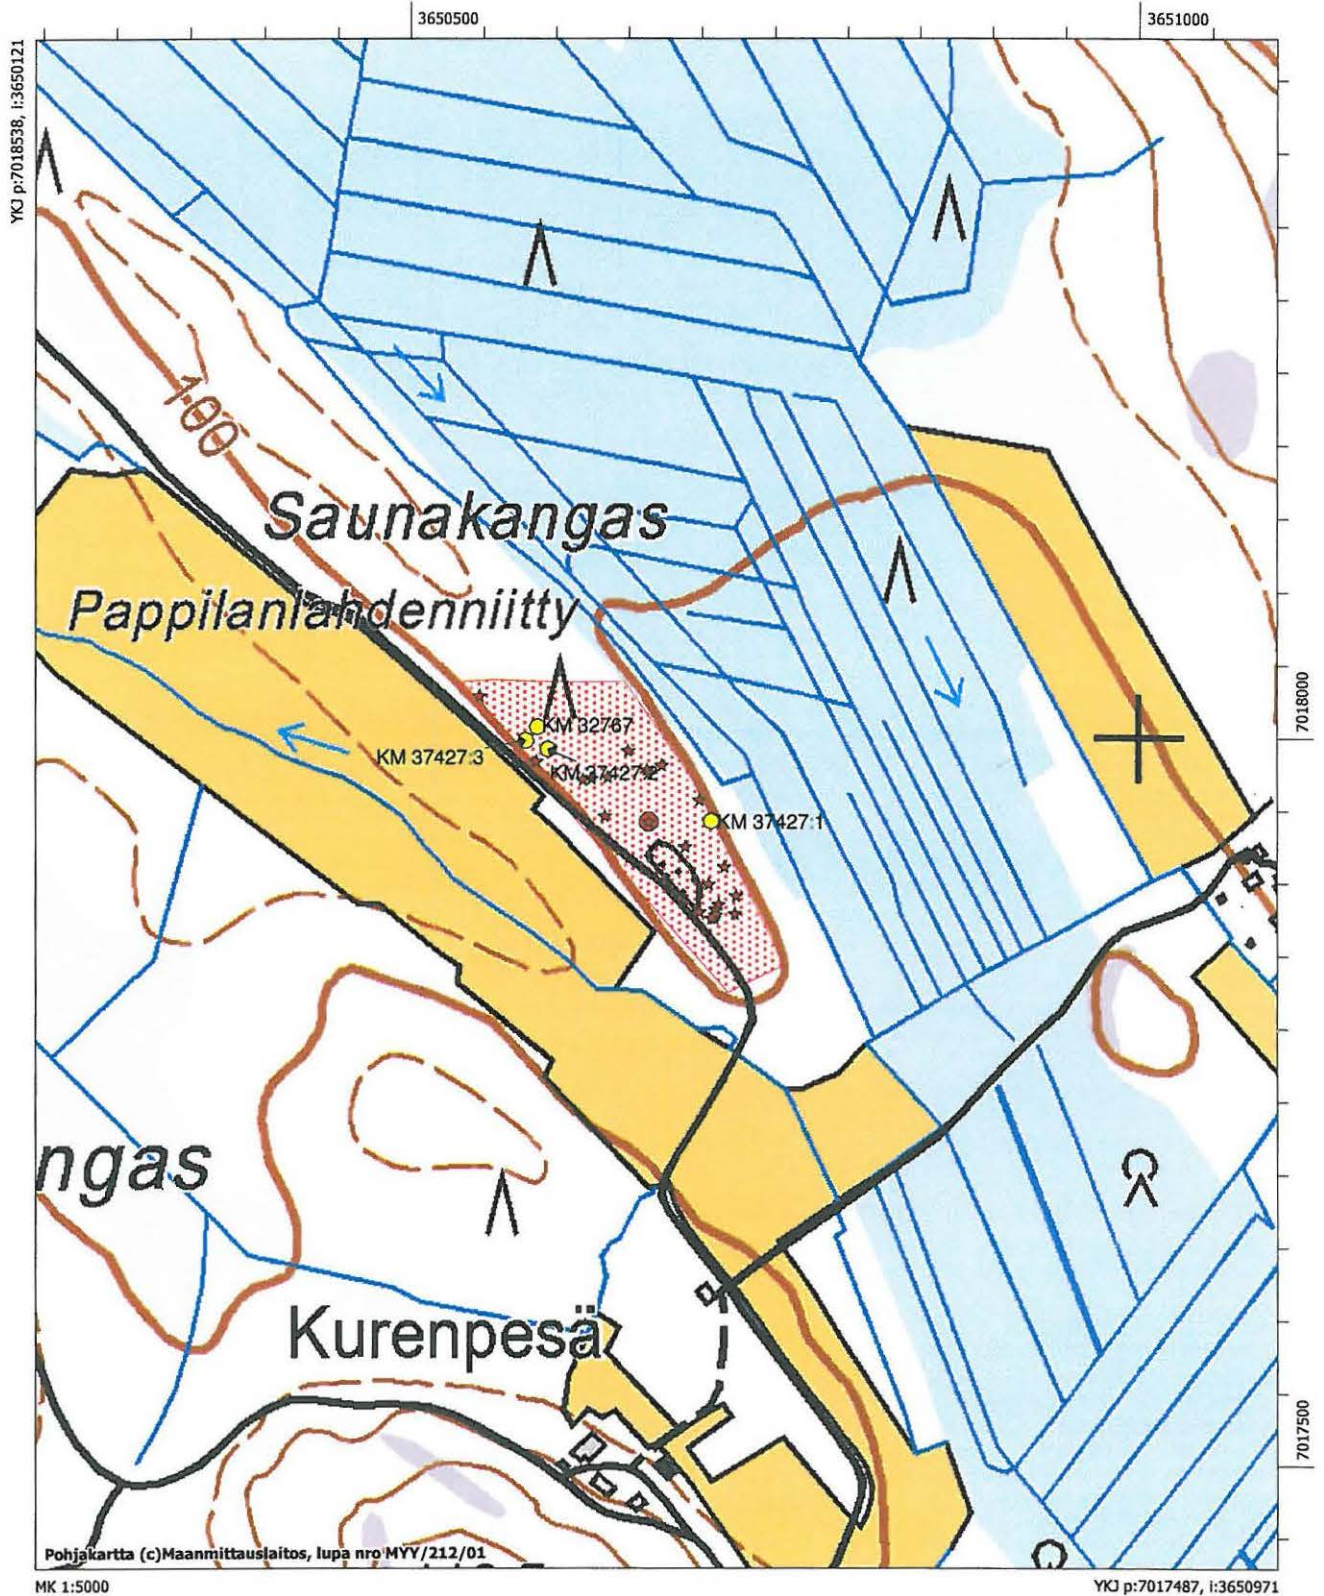 3650500
3651000
YKJ p:7018538, i:3650121
100
Saunakangas
Pappilanlahdenniitty
7018000
KM 32767
KM 37427:3
KM 37427:2
KM 37427:1
ngas
Kurenpesä
7017500
Pohjakartta (c)Maanmittauslaitos, lupa nro MYY/212/01
MK 1:5000
YKJ p:7017487, i:3650971